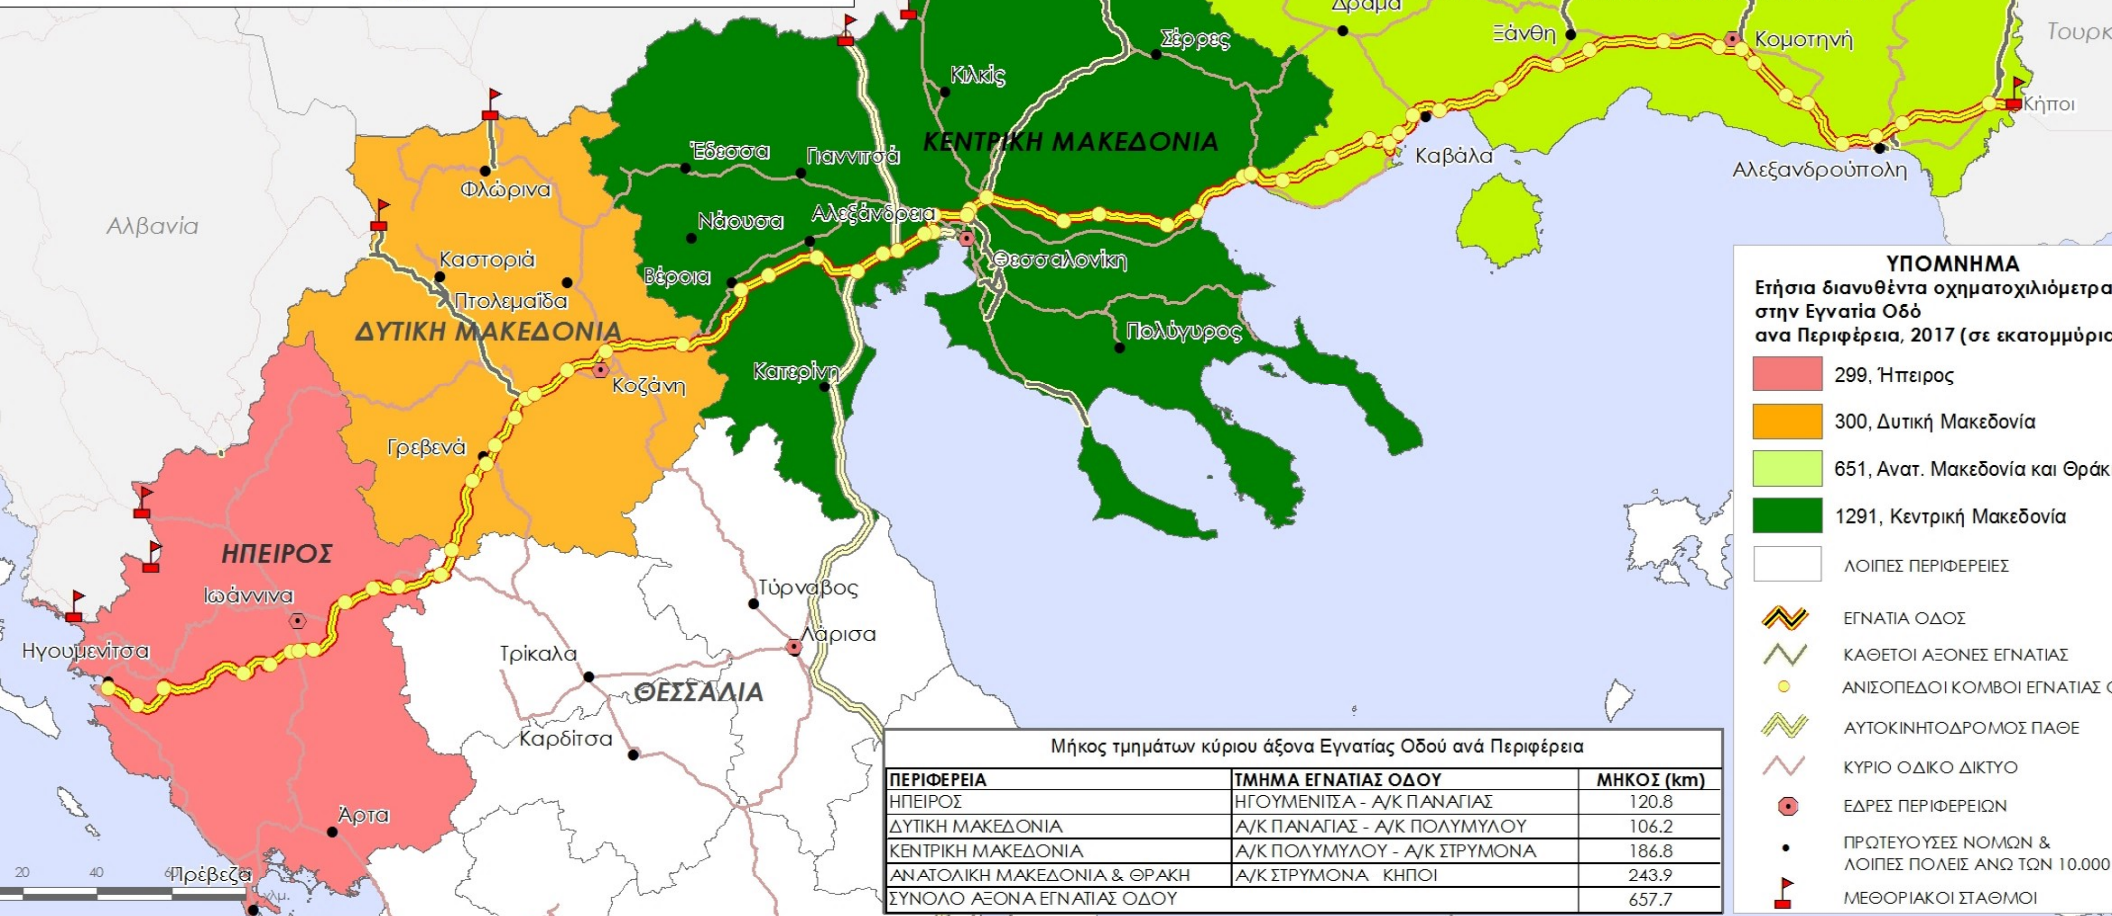 Δράμα
Ξάνθη
Κομοτηνή
Σέρρες
Κιλκίς
Κήποι
ΚΕΝΤΡΙΚΗ ΜΑΚΕΔΟΝΙΑ
Έδεσσα
Γιαννιτσά
Καβάλα
Αλεξανδρούπολη
Φλώρινα
Αλβανία
Νάουσα
Αλεξάνδρεια
Καστοριά
Θεσσαλονίκη
Βέροια
Πτολεμαΐδα
ΔΥΤΙΚΗ ΜΑΚΕΔΟΝΙΑ
Πολύγυρος
Κατερίνη
Κοζάνη
Γρεβενά
ΗΠΕΙΡΟΣ
Ιωάννινα
Τύρναβος
Λάρισα
Ηγουμενίτσα
Τρίκαλα
ΘΕΣΣΑΛΙΑ
Καρδίτσα
Άρτα
Πρέβεζα
20 40 60
χλμ.
ΥΠΟΜΝΗΜΑ
Ετήσια διανυθέντα οχηματοχιλιόμετρα
στην Εγνατία Οδό
ανα Περιφέρεια, 2017 (σε εκατομμύρια
299, Ήπειρος
300, Δυτική Μακεδονία
651, Ανατ. Μακεδονία και Θράκ
1291, Κεντρική Μακεδονία
ΛΟΙΠΕΣ ΠΕΡΙΦΕΡΕΙΕΣ
ΕΓΝΑΤΙΑ ΟΔΟΣ
ΚΑΘΕΤΟΙ ΑΞΟΝΕΣ ΕΓΝΑΤΙΑΣ
ΑΝΙΣΟΠΕΔΟΙ ΚΟΜΒΟΙ ΕΓΝΑΤΙΑΣ
ΑΥΤΟΚΙΝΗΤΟΔΡΟΜΟΣ ΠΑΘΕ
ΚΥΡΙΟ ΟΔΙΚΟ ΔΙΚΤΥΟ
ΕΔΡΕΣ ΠΕΡΙΦΕΡΕΙΩΝ
ΠΡΩΤΕΥΟΥΣΕΣ ΝΟΜΩΝ &
ΛΟΙΠΕΣ ΠΟΛΕΙΣ ΑΝΩ ΤΩΝ 10.000
ΜΕΘΟΡΙΑΚΟΙ ΣΤΑΘΜΟΙ
Μήκος τμημάτων κύριου άξονα Εγνατίας Οδού ανά Περιφέρεια
ΠΕΡΙΦΕΡΕΙΑ ΤΜΗΜΑ ΕΓΝΑΤΙΑΣ ΟΔΟΥ ΜΗΚΟΣ (km)
ΗΠΕΙΡΟΣ ΗΓΟΥΜΕΝΙΤΣΑ - Α/Κ ΠΑΝΑΓΙΑΣ 120.8
ΔΥΤΙΚΗ ΜΑΚΕΔΟΝΙΑ Α/Κ ΠΑΝΑΓΙΑΣ - Α/Κ ΠΟΛΥΜΥΛΟΥ 106.2
ΚΕΝΤΡΙΚΗ ΜΑΚΕΔΟΝΙΑ Α/Κ ΠΟΛΥΜΥΛΟΥ - Α/Κ ΣΤΡΥΜΟΝΑ 186.8
ΑΝΑΤΟΛΙΚΗ ΜΑΚΕΔΟΝΙΑ & ΘΡΑΚΗ Α/Κ ΣΤΡΥΜΟΝΑ ΚΗΠΟΙ 243.9
ΣΥΝΟΛΟ ΑΞΟΝΑ ΕΓΝΑΤΙΑΣ ΟΔΟΥ 657.7